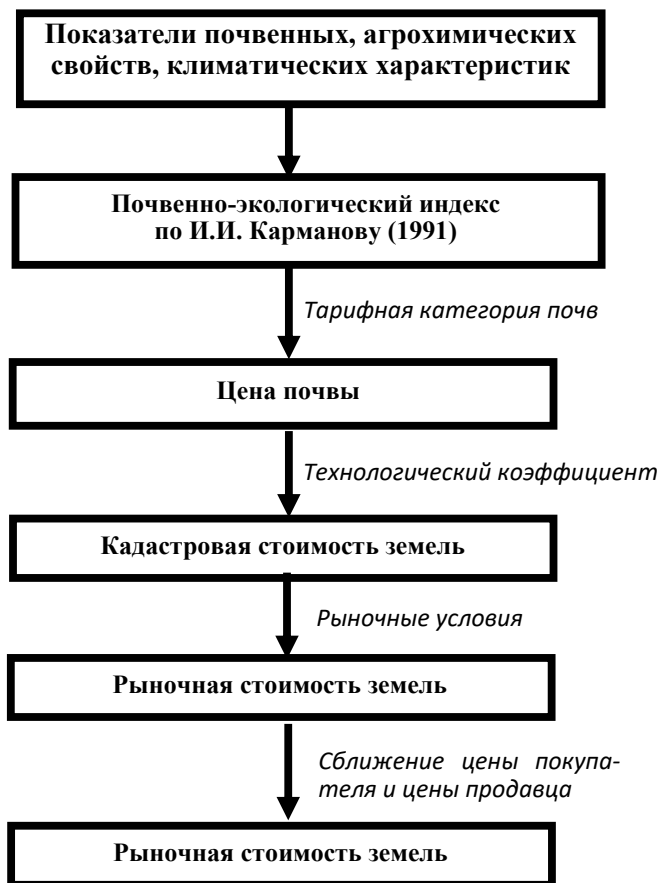 Показатели почвенных, агрохимических
свойств, климатических характеристик
Почвенно-экологический индекс
по И.И. Карманову (1991)
Тарифная категория почв
Цена почвы
Технологический коэффициент
Кадастровая стоимость земель
Рыночные условия
Рыночная стоимость земель
Сближение цены покупа-
теля и цены продавца
Рыночная стоимость земель